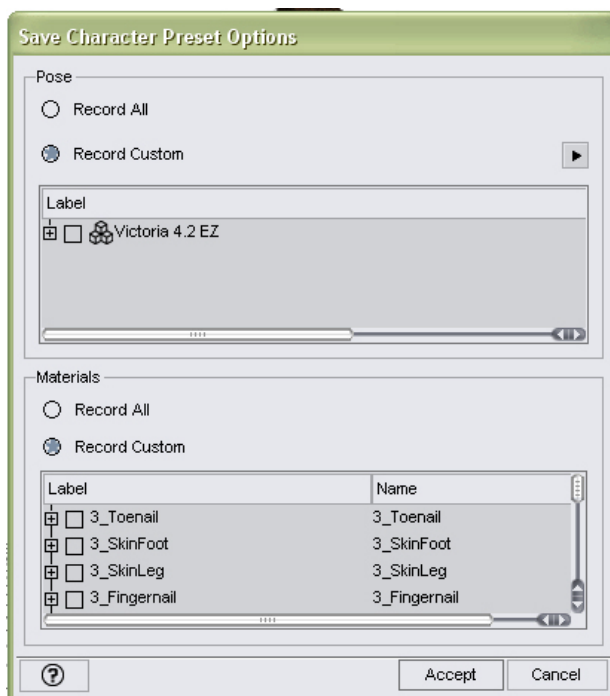 Save Character Preset Options
Pose
Record All
Record Custom
Label
Victoria 4.2 EZ
Materials
Record All
Record Custom
Label Name
3_Toenail 3_Toenail
3_SkinFoot 3_SkinFoot
3_SkinLeg 3_SkinLeg
3_Fingernail 3_Fingernail
? Accept Cancel